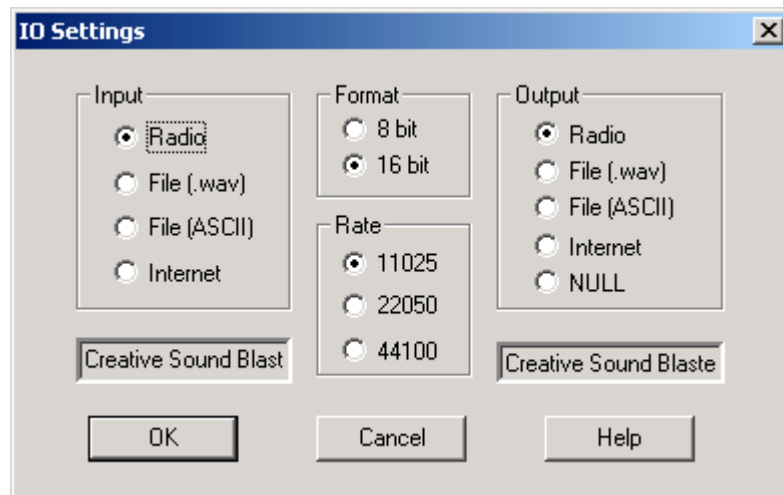 IO Settings
Input
Radio
File (.wav)
File (ASCII)
Internet
Format
8 bit
16 bit
Rate
11025
22050
44100
Output
Radio
File (.wav)
File (ASCII)
Internet
NULL
Creative Sound Blast
Creative Sound Blaste
OK
Cancel
Help